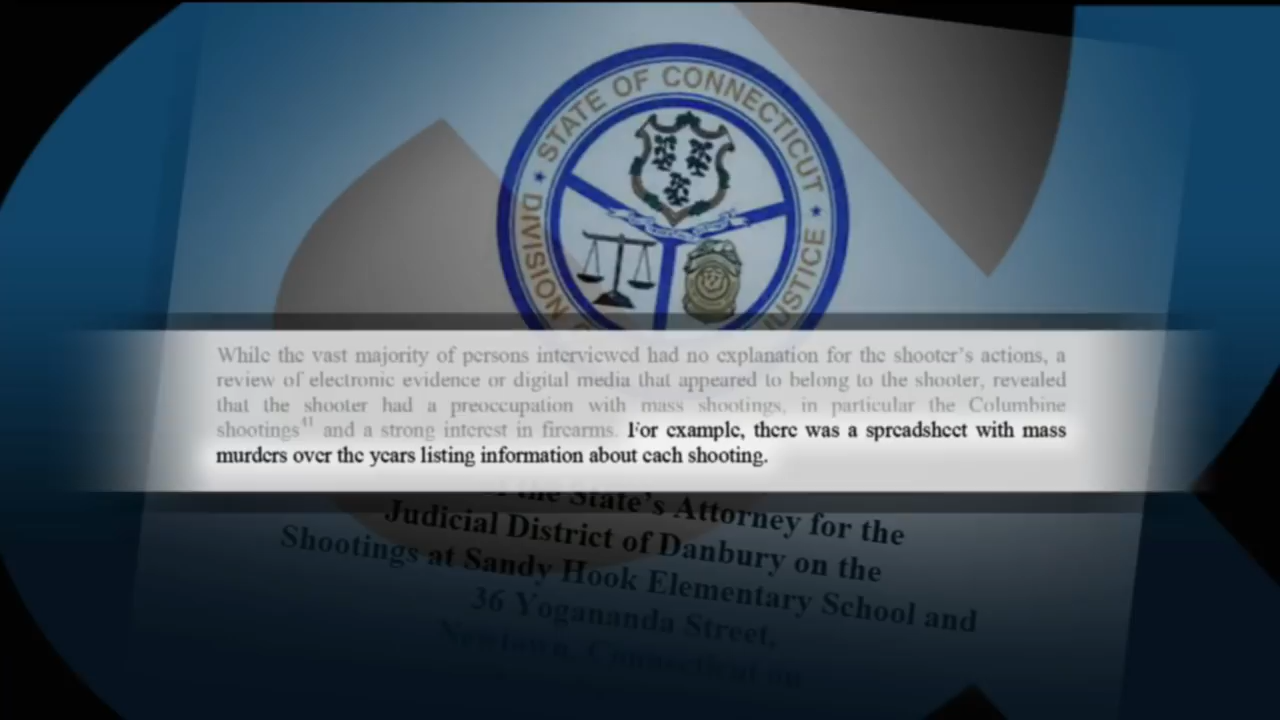 STATE OF CONNECTICUT
DIVISION
JUSTICE
While the vast majority of persons interviewed had no explanation for the shooter's actions, a
review of electronic evidence or digital media that appeared to belong to the shooter, revealed
that the shooter had a preoccupation with mass shootings, in particular the Columbine
shootings⁴¹ and a strong interest in firearms. For example, there was a spreadsheet with mass
murders over the years listing information about each shooting.
the State's Attorney for the
Judicial District of Danbury on the
Shootings at Sandy Hook Elementary School and
36 Yogananda Street,
Newtown, Connecticut on